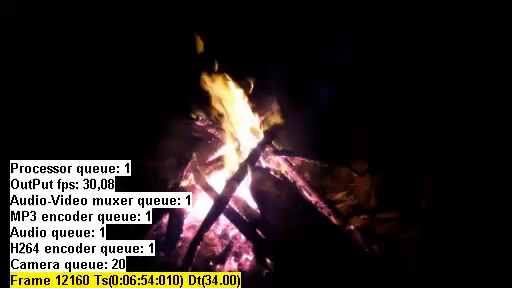 Processor queue: 1
OutPut fps: 30,08
Audio-Video muxer queue: 1
MP3 encoder queue: 1
Audio queue: 1
H264 encoder queue: 1
Camera queue: 20
Frame 12160 Ts(0:06:54:010) Dt(34.00)